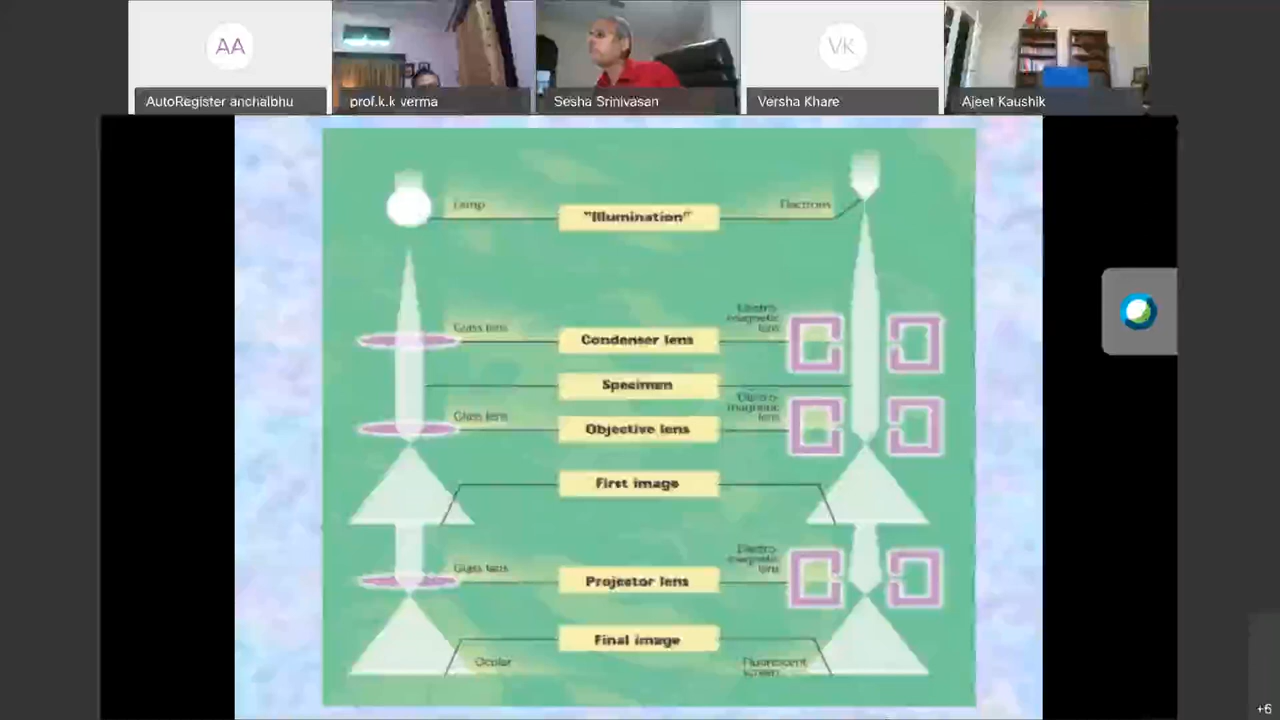 AA
VK
AutoRegister anchalbhu
prof.k.k verma
Sesha Srinivasan
Versha Khare
Ajeet Kaushik
Lamp
"Illumination"
Electrons
Glass lens
Condenser lens
Electro-
magnetic
lens
Specimen
Glass lens
Objective lens
Electro-
magnetic
lens
First image
Glass lens
Projector lens
Electro-
magnetic
lens
Final image
Ocular
Fluorescent
screen
+6